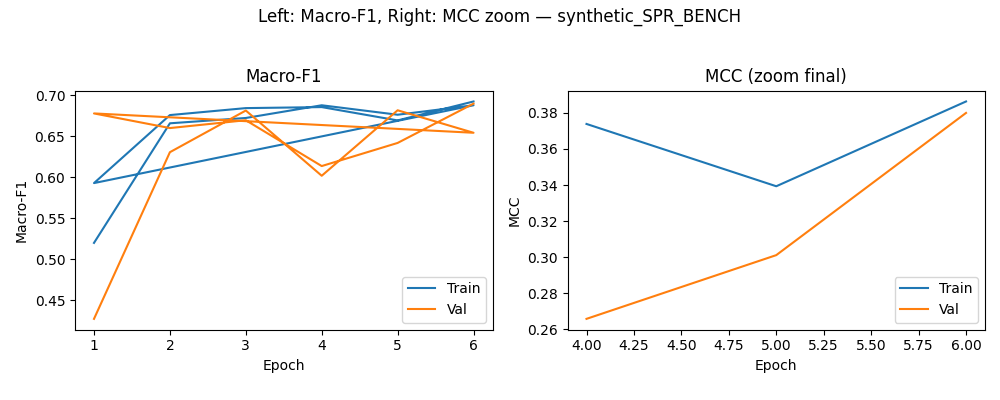 Left: Macro-F1, Right: MCC zoom — synthetic_SPR_BENCH
Macro-F1
0.70
0.65
0.60
0.55
0.50
0.45
Macro-F1
1 2 3 4 5 6
Epoch
Train
Val
MCC (zoom final)
0.38
0.36
0.34
0.32
0.30
0.28
0.26
MCC
4.00 4.25 4.50 4.75 5.00 5.25 5.50 5.75 6.00
Epoch
Train
Val